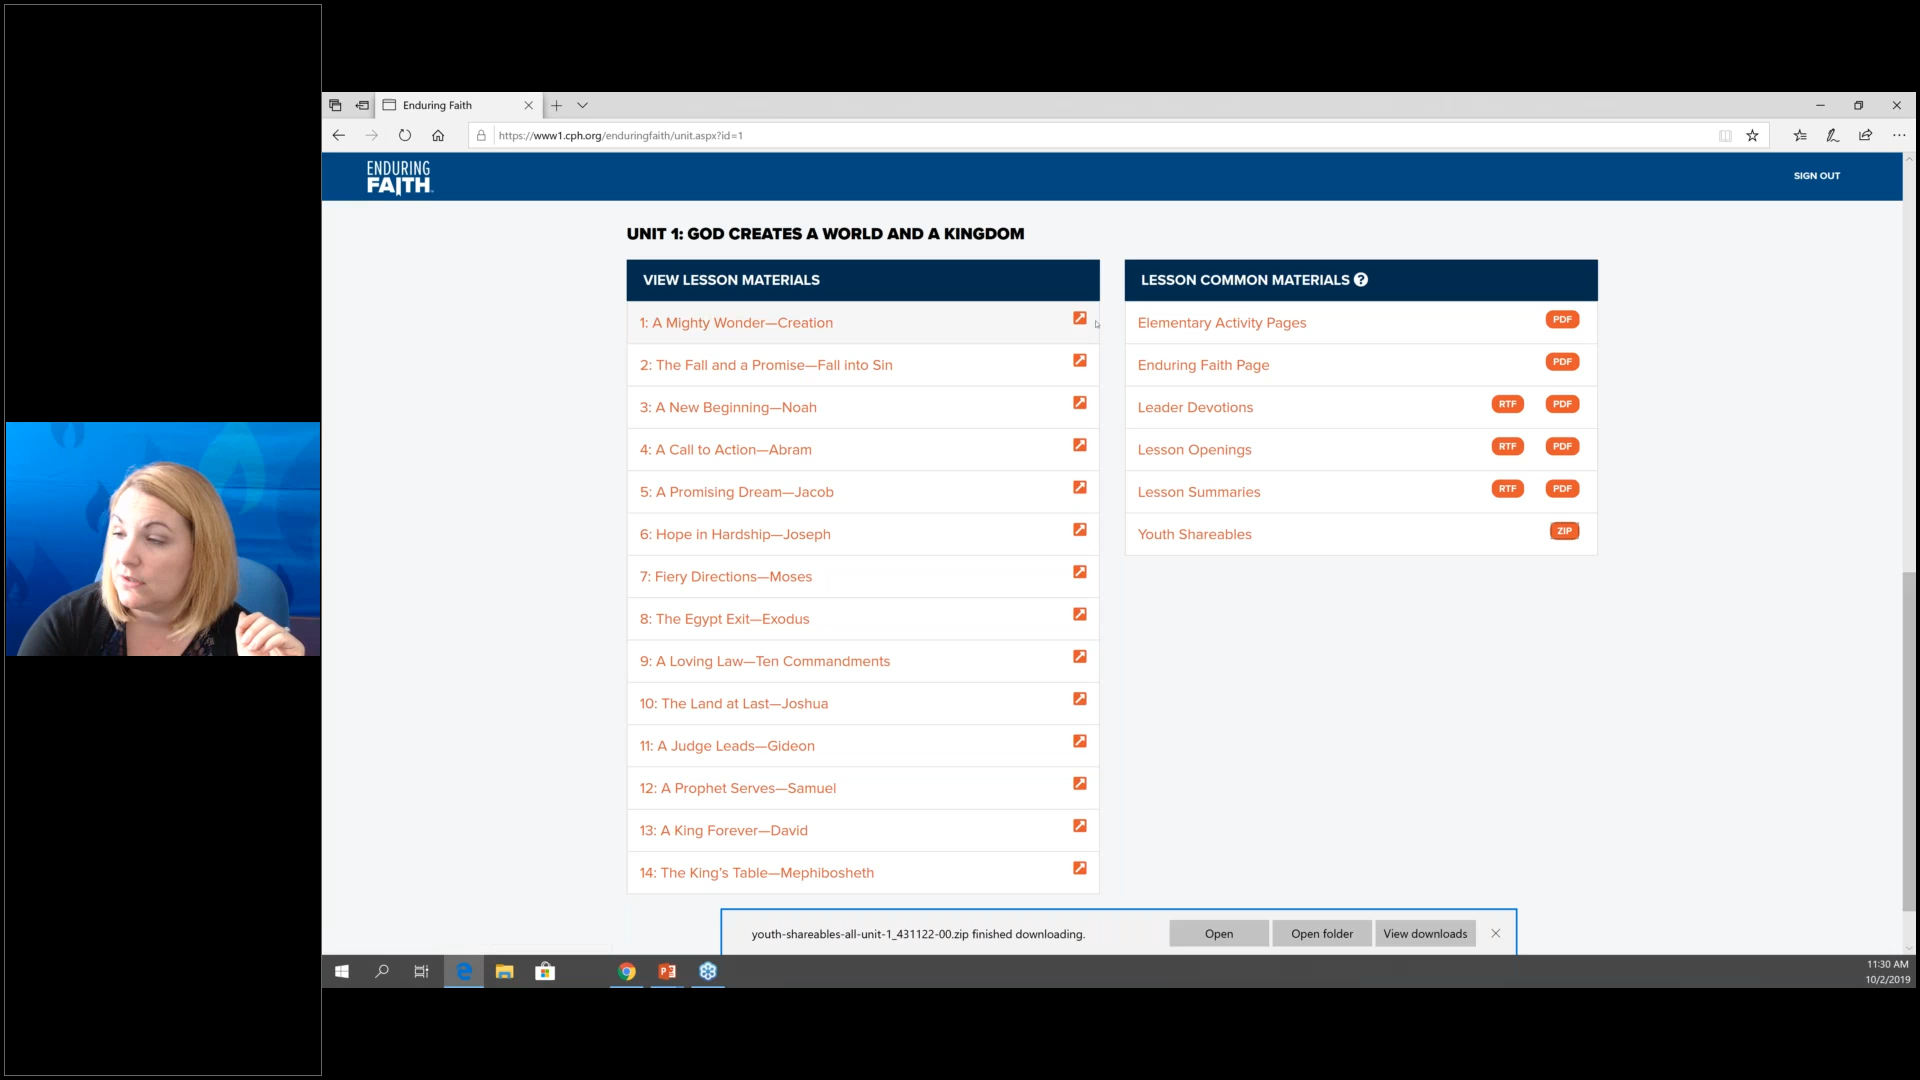 Enduring Faith
https://www1.cph.org/enduringfaith/unit.aspx?id=1
ENDURING
FAITH
SIGN OUT
UNIT 1: GOD CREATES A WORLD AND A KINGDOM
VIEW LESSON MATERIALS
1: A Mighty Wonder—Creation
2: The Fall and a Promise—Fall into Sin
3: A New Beginning—Noah
4: A Call to Action—Abram
5: A Promising Dream—Jacob
6: Hope in Hardship—Joseph
7: Fiery Directions—Moses
8: The Egypt Exit—Exodus
9: A Loving Law—Ten Commandments
10: The Land at Last—Joshua
11: A Judge Leads—Gideon
12: A Prophet Serves—Samuel
13: A King Forever—David
14: The King's Table—Mephibosheth
LESSON COMMON MATERIALS ?
Elementary Activity Pages PDF
Enduring Faith Page PDF
Leader Devotions RTF PDF
Lesson Openings RTF PDF
Lesson Summaries RTF PDF
Youth Shareables ZIP
youth-shareables-all-unit-1_431122-00.zip finished downloading. Open Open folder View downloads
11:30 AM
10/2/2019